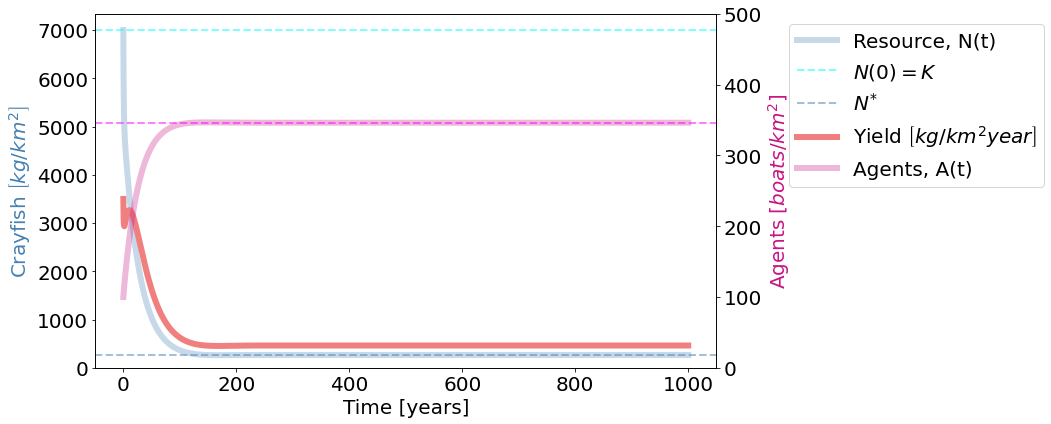 Crayfish [kg/km²]
7000
6000
5000
4000
3000
2000
1000
0
0 200 400 600 800 1000
Time [years]
500
400
300
200
100
0
Agents [boats/km²]
Resource, N(t)
N(0) = K
N*
Yield [kg/km²year]
Agents, A(t)